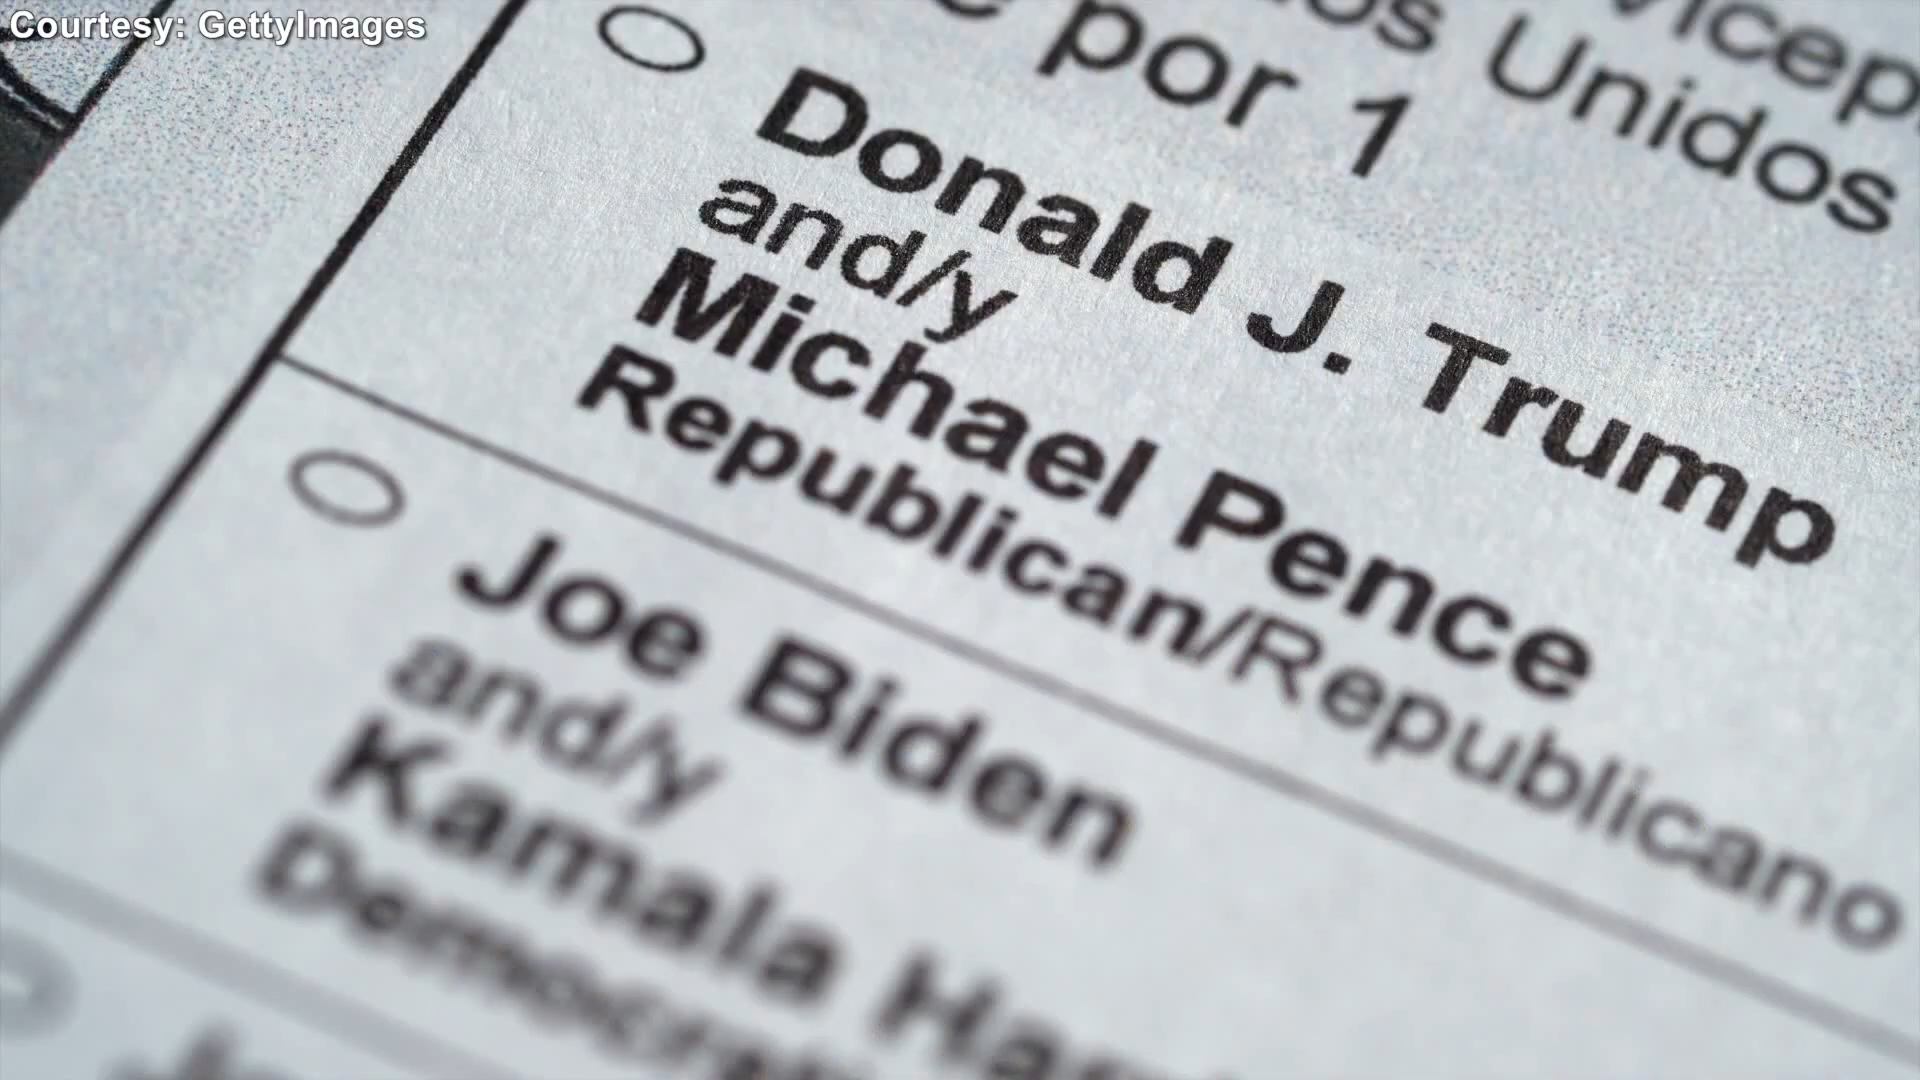 Courtesy: GettyImages
Unidos
por 1
Donald J. Trump
and/y
Michael Pence
Republican/Republicano
Joe Biden
and/y
Kamala